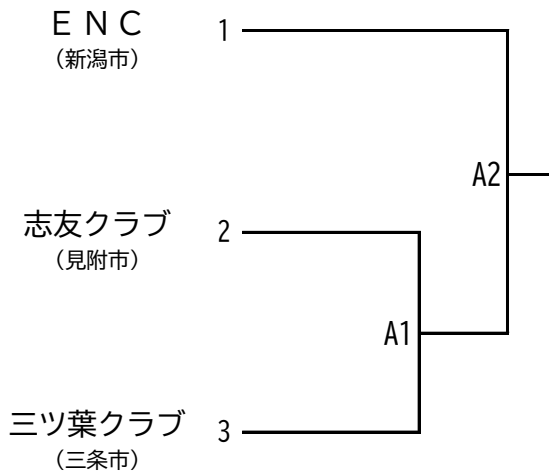 ＥＮＣ 1
（新潟市）
A2
志友クラブ 2
（見附市）
A1
三ツ葉クラブ 3
（三条市）